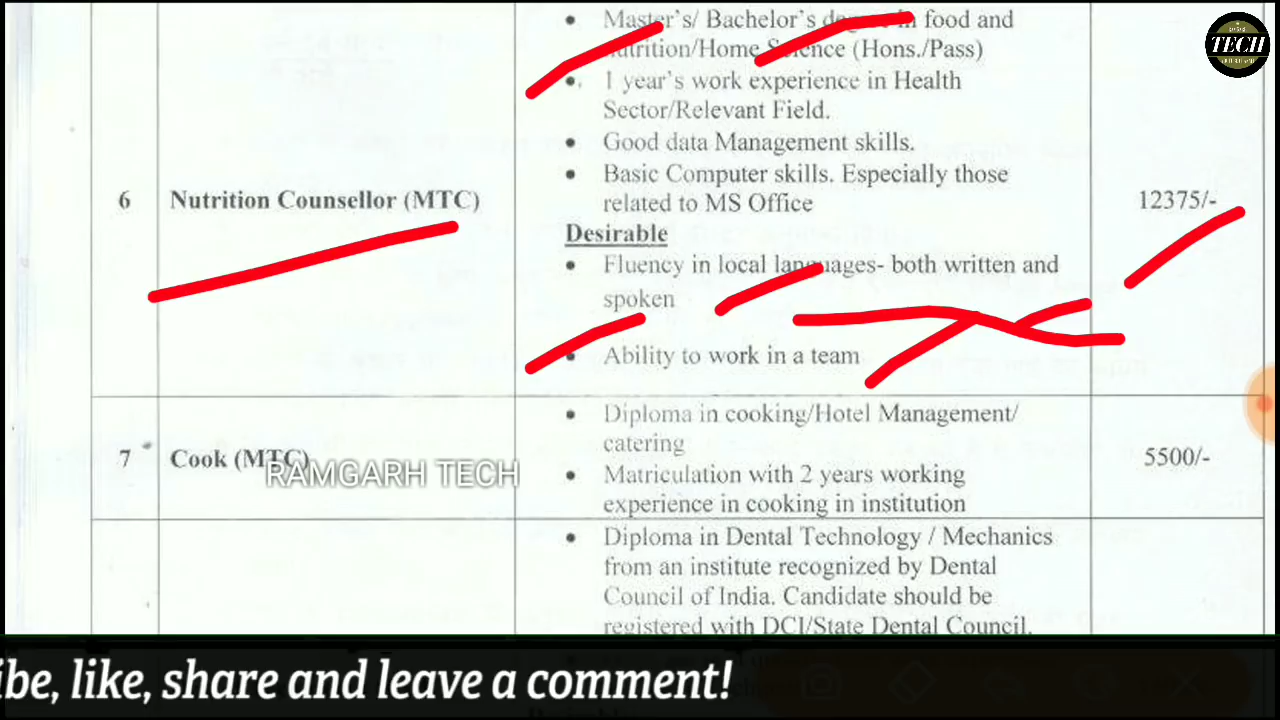 Master's/ Bachelor's degree in food and
nutrition/Home Science (Hons./Pass)
1 year's work experience in Health
Sector/Relevant Field.
Good data Management skills.
Basic Computer skills. Especially those
related to MS Office
6 Nutrition Counsellor (MTC) 12375/-
Desirable
Fluency in local languages- both written and
spoken
Ability to work in a team
Diploma in cooking/Hotel Management/
catering
7 Cook (MTC) 5500/-
Matriculation with 2 years working
experience in cooking in institution
Diploma in Dental Technology / Mechanics
from an institute recognized by Dental
Council of India. Candidate should be
registered with DCI/State Dental Council.
RAMGARH TECH
TECH
ibe, like, share and leave a comment!